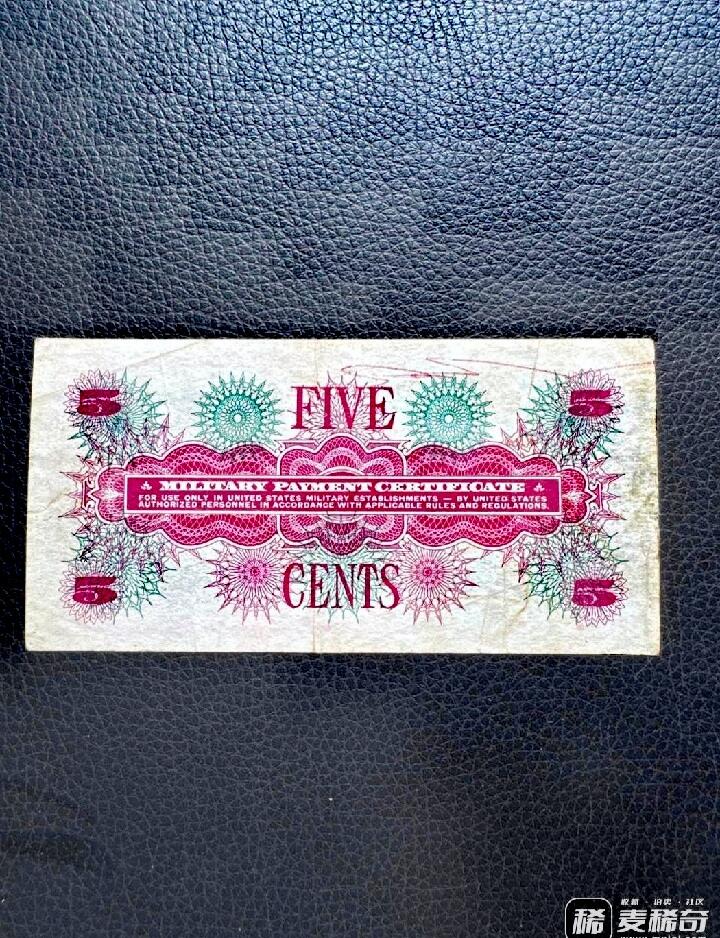 5 FIVE 5
MILITARY PAYMENT CERTIFICATE
FOR USE ONLY IN UNITED STATES MILITARY ESTABLISHMENTS — BY UNITED STATES
AUTHORIZED PERSONNEL IN ACCORDANCE WITH APPLICABLE RULES AND REGULATIONS.
5 CENTS 5
稀 麦稀奇